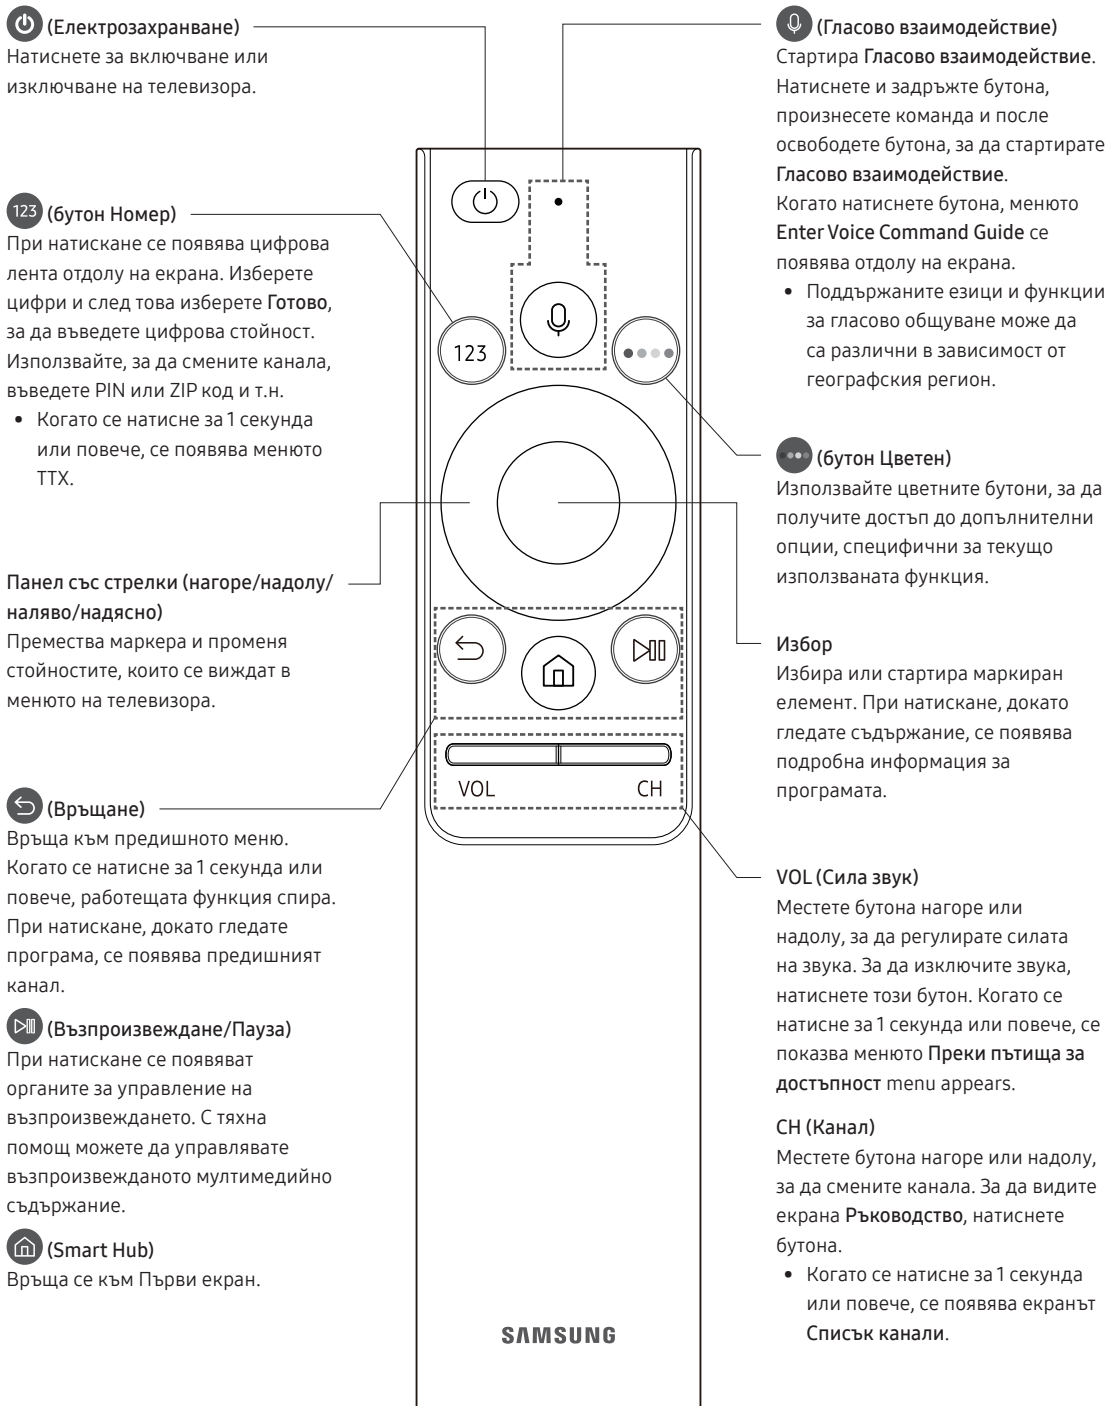 (Електрозахранване)
Натиснете за включване или
изключване на телевизора.
123 (бутон Номер)
При натискане се появява цифрова
лента отдолу на екрана. Изберете
цифри и след това изберете Готово,
за да въведете цифрова стойност.
Използвайте, за да смените канала,
въведете PIN или ZIP код и т.н.
• Когато се натисне за 1 секунда
или повече, се появява менюто
TTX.
Панел със стрелки (нагоре/надолу/
наляво/надясно)
Премества маркера и променя
стойностите, които се виждат в
менюто на телевизора.
(Връщане)
Връща към предишното меню.
Когато се натисне за 1 секунда или
повече, работещата функция спира.
При натискане, докато гледате
програма, се появява предишният
канал.
(Възпроизвеждане/Пауза)
При натискане се появяват
органите за управление на
възпроизвеждането. С тяхна
помощ можете да управлявате
възпроизвежданото мултимедийно
съдържание.
(Smart Hub)
Връща се към Първи екран.
123
VOL CH
SAMSUNG
(Гласово взаимодействие)
Стартира Гласово взаимодействие.
Натиснете и задръжте бутона,
произнесете команда и после
освободете бутона, за да стартирате
Гласово взаимодействие.
Когато натиснете бутона, менюто
Enter Voice Command Guide се
появява отдолу на екрана.
• Поддържаните езици и функции
за гласово общуване може да
са различни в зависимост от
географския регион.
(бутон Цветен)
Използвайте цветните бутони, за да
получите достъп до допълнителни
опции, специфични за текущо
използваната функция.
Избор
Избира или стартира маркиран
елемент. При натискане, докато
гледате съдържание, се появява
подробна информация за
програмата.
VOL (Сила звук)
Местете бутона нагоре или
надолу, за да регулирате силата
на звука. За да изключите звука,
натиснете този бутон. Когато се
натисне за 1 секунда или повече, се
показва менюто Преки пътища за
достъпност menu appears.
CH (Канал)
Местете бутона нагоре или надолу,
за да смените канала. За да видите
екрана Ръководство, натиснете
бутона.
• Когато се натисне за 1 секунда
или повече, се появява екранът
Списък канали.